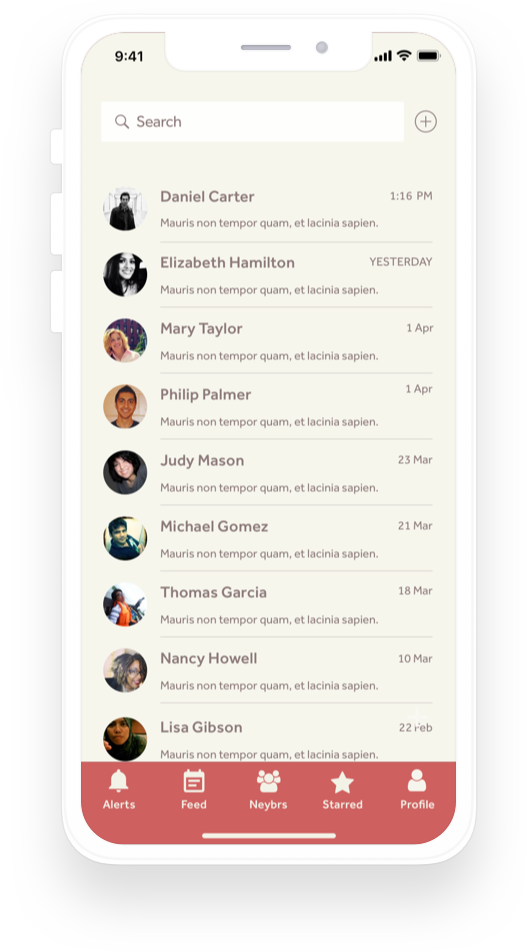 9:41
Search
Daniel Carter
1:16 PM
Mauris non tempor quam, et lacinia sapien.
Elizabeth Hamilton
YESTERDAY
Mauris non tempor quam, et lacinia sapien.
Mary Taylor
1 Apr
Mauris non tempor quam, et lacinia sapien.
Philip Palmer
1 Apr
Mauris non tempor quam, et lacinia sapien.
Judy Mason
23 Mar
Mauris non tempor quam, et lacinia sapien.
Michael Gomez
21 Mar
Mauris non tempor quam, et lacinia sapien.
Thomas Garcia
18 Mar
Mauris non tempor quam, et lacinia sapien.
Nancy Howell
10 Mar
Mauris non tempor quam, et lacinia sapien.
Lisa Gibson
22 Feb
Mauris non tempor quam, et lacinia sapien.
Alerts
Feed
Neybrs
Starred
Profile